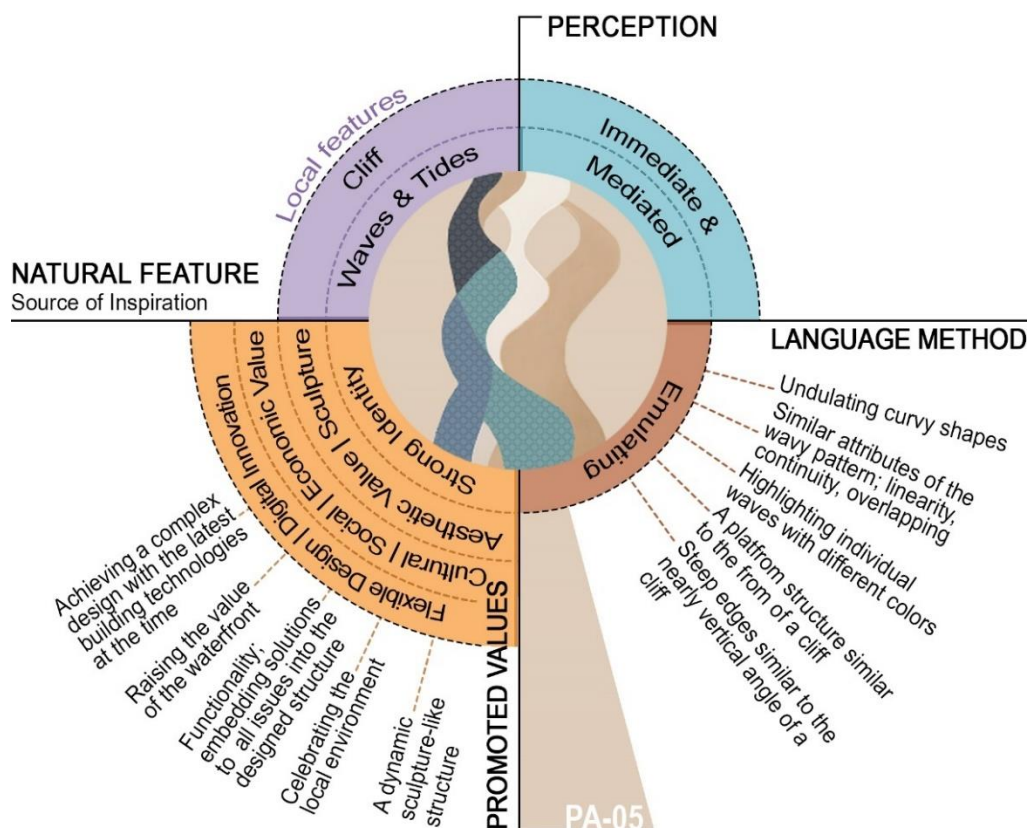 PERCEPTION
Local features
Cliff
Waves & Tides
Immediate &
Mediated
NATURAL FEATURE
Source of Inspiration
LANGUAGE METHOD
Emulating
Undulating curvy shapes
Similar attributes of the
wavy pattern; linearity,
continuity, overlapping
Highlighting individual
waves with different colors
A platfrom structure similar
to the from of a cliff
Steep edges similar to the
nearly vertical angle of a
cliff
Strong Identity
Aesthetic Value | Sculpture
Cultural | Social | Economic Value
Flexible Design | Digital Innovation
Achieving a complex
design with the latest
building technologies
at the time
Raising the value
of the waterfront
Functionality,
embedding solutions
to all issues into the
designed structure
Celebrating the
local environment
A dynamic
sculpture-like
structure
PROMOTED VALUES
PA-05